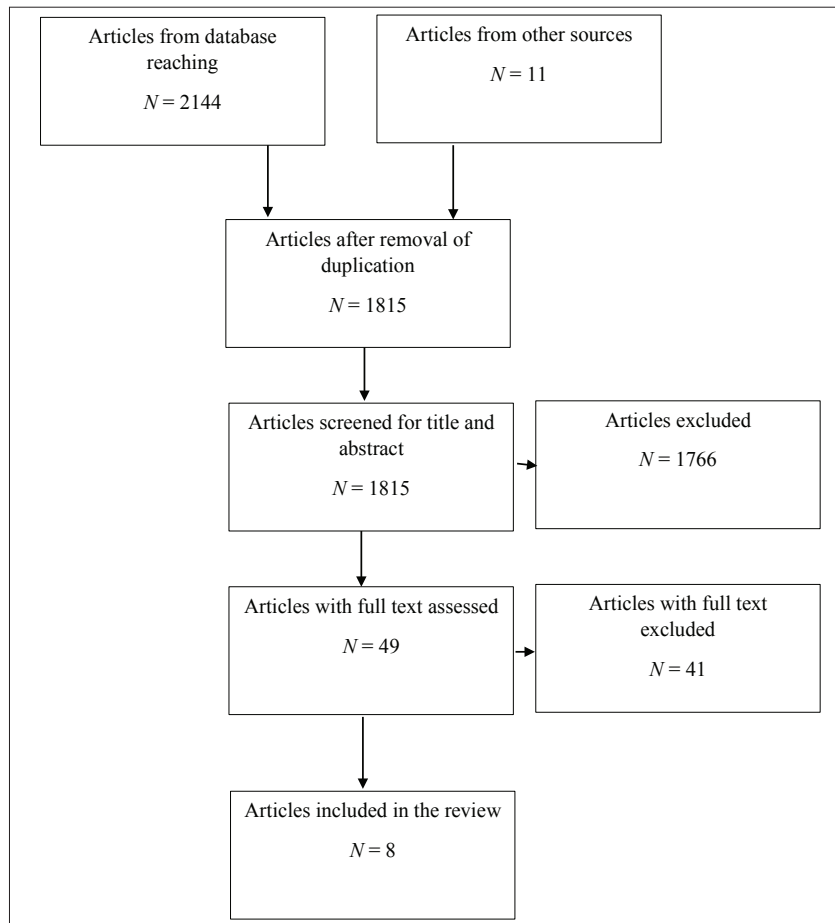 Articles from database
reaching
N = 2144
Articles from other sources
N = 11
Articles after removal of
duplication
N = 1815
Articles screened for title and
abstract
N = 1815
Articles excluded
N = 1766
Articles with full text assessed
N = 49
Articles with full text
excluded
N = 41
Articles included in the review
N = 8